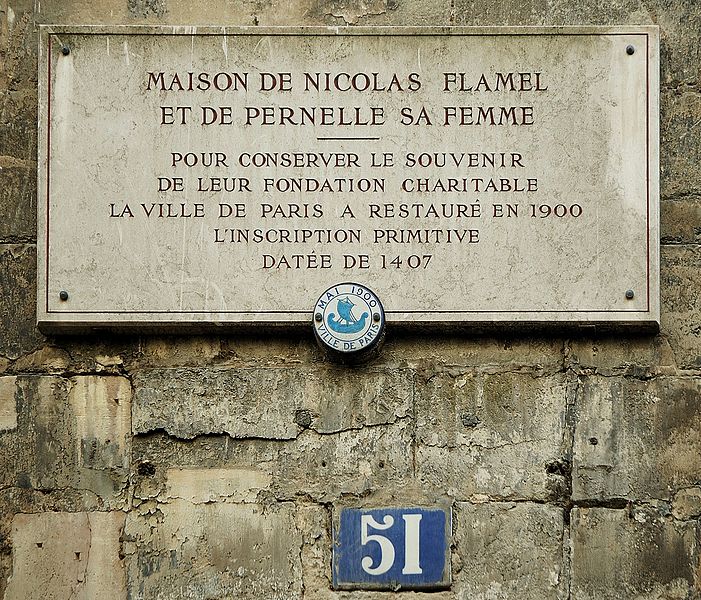 MAISON DE NICOLAS FLAMEL
ET DE PERNELLE SA FEMME
POUR CONSERVER LE SOUVENIR
DE LEUR FONDATION CHARITABLE
LA VILLE DE PARIS A RESTAURÉ EN 1900
L'INSCRIPTION PRIMITIVE
DATÉE DE 1407
MAI 1900
VILLE DE PARIS
51